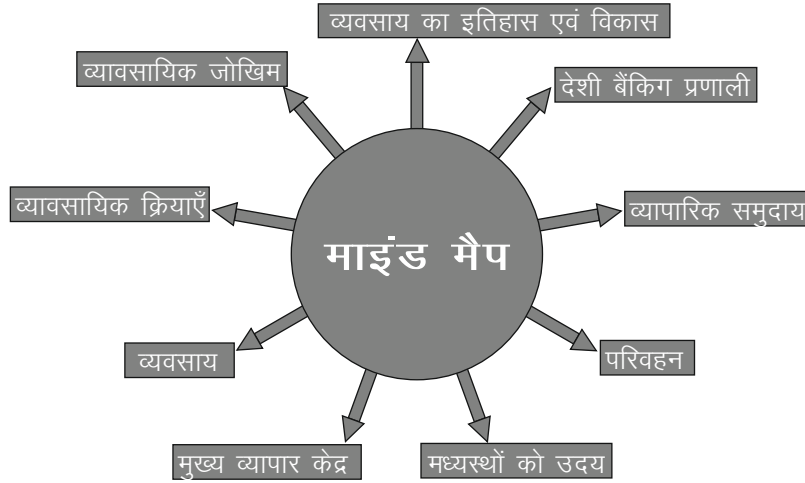 व्यवसाय का इतिहास एवं विकास
व्यावसायिक जोखिम
देशी बैंकिग प्रणाली
व्यावसायिक क्रियाएँ
व्यापारिक समुदाय
माइंड मैप
व्यवसाय
परिवहन
मुख्य व्यापार केद्र
मध्यस्थों को उदय